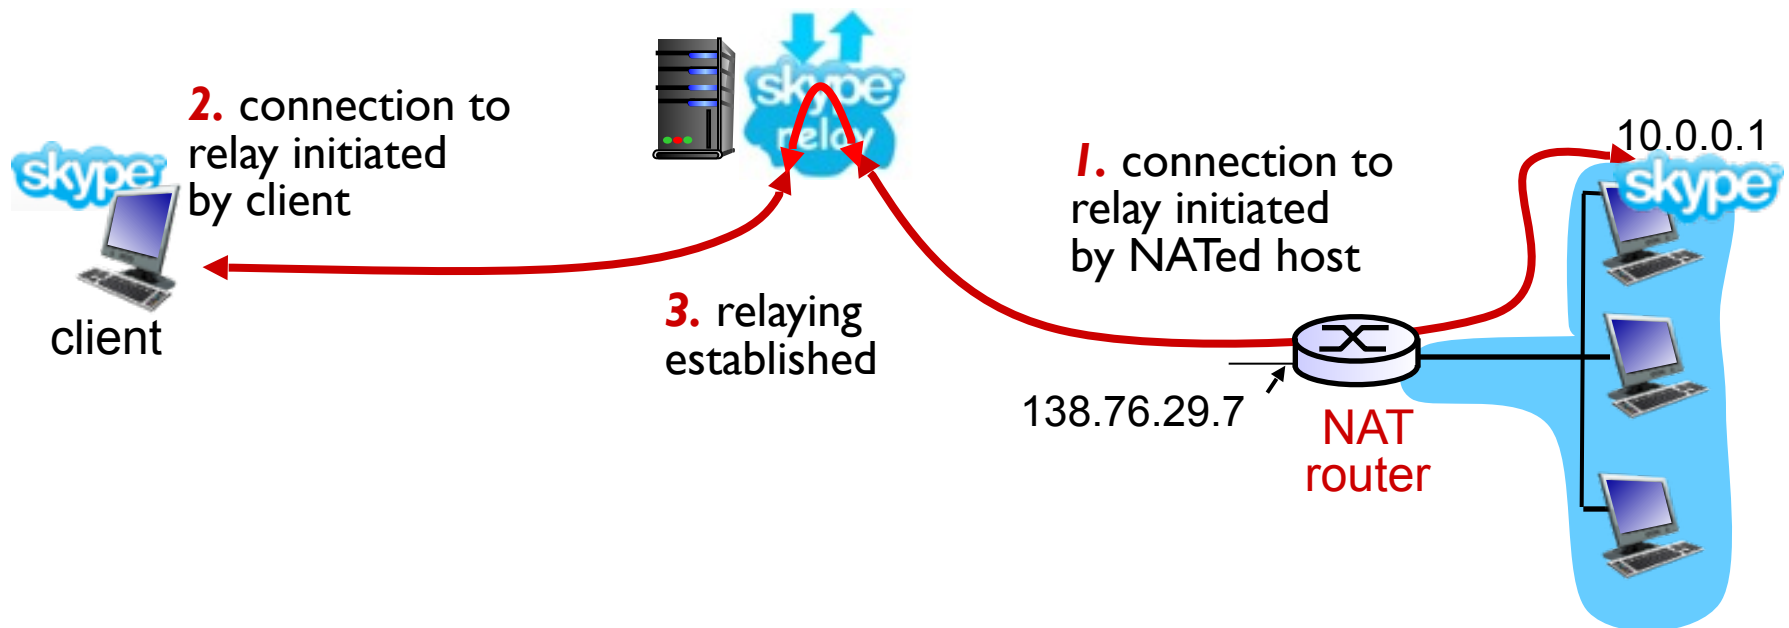 2. connection to
relay initiated
by client
skype
client
skype
relay
3. relaying
established
1. connection to
relay initiated
by NATed host
138.76.29.7
NAT
router
10.0.0.1
skype